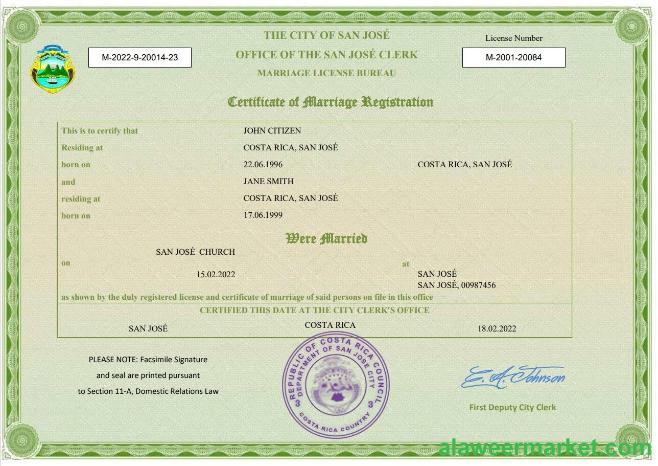 THE CITY OF SAN JOSÉ
License Number
M-2022-9-20014-23
OFFICE OF THE SAN JOSÉ CLERK
M-2001-20084
MARRIAGE LICENSE BUREAU
Certificate of Marriage Registration
This is to certify that JOHN CITIZEN
Residing at COSTA RICA, SAN JOSÉ
born on 22.06.1996 COSTA RICA, SAN JOSÉ
and JANE SMITH
residing at COSTA RICA, SAN JOSÉ
born on 17.06.1999
Were Married
SAN JOSÉ CHURCH
on at
15.02.2022 SAN JOSÉ
SAN JOSÉ, 00987456
as shown by the duly registered license and certificate of marriage of said persons on file in this office
CERTIFIED THIS DATE AT THE CITY CLERK'S OFFICE
SAN JOSÉ COSTA RICA 18.02.2022
PLEASE NOTE: Facsimile Signature
and seal are printed pursuant
to Section 11-A, Domestic Relations Law
REPUBLIC OF COSTA RICA COUNCIL
DEPARTMENT OF SAN JOSE CITY
3 3
COSTA RICA COUNTRY
E. A. Johnson
First Deputy City Clerk
alaweermarket.com